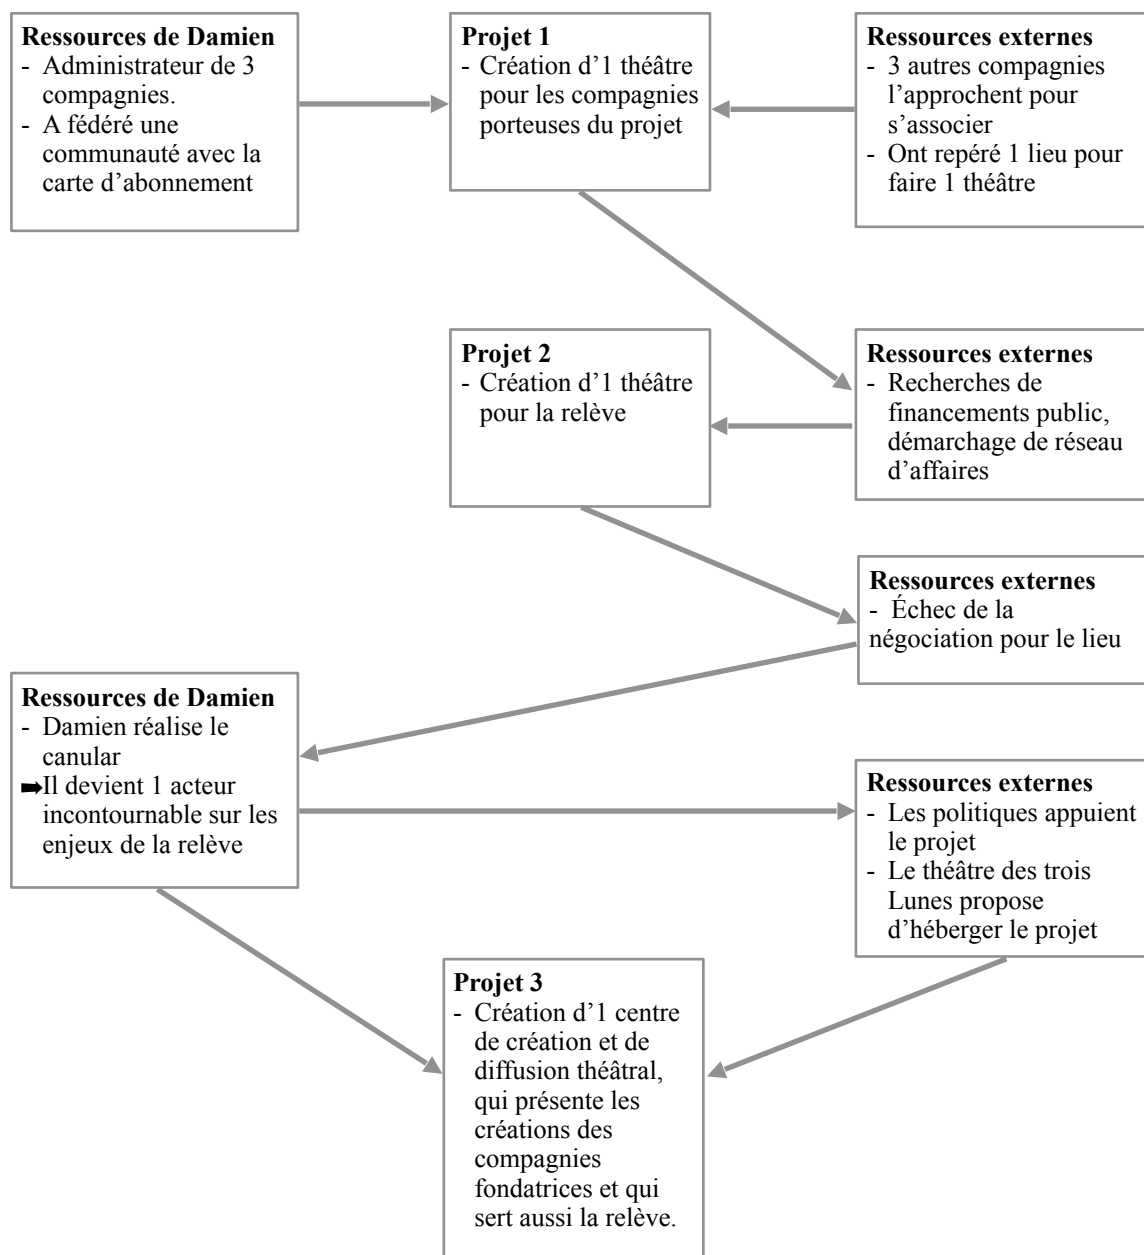 Ressources de Damien
- Administrateur de 3
compagnies.
- A fédéré une
communauté avec la
carte d’abonnement
Projet 1
- Création d’1 théâtre
pour les compagnies
porteuses du projet
Ressources externes
- 3 autres compagnies
l’approchent pour
s’associer
- Ont repéré 1 lieu pour
faire 1 théâtre
Projet 2
- Création d’1 théâtre
pour la relève
Ressources externes
- Recherches de
financements public,
démarchage de réseau
d’affaires
Ressources externes
- Échec de la
négociation pour le lieu
Ressources de Damien
- Damien réalise le
canular
➡Il devient 1 acteur
incontournable sur les
enjeux de la relève
Ressources externes
- Les politiques appuient
le projet
- Le théâtre des trois
Lunes propose
d’héberger le projet
Projet 3
- Création d’1 centre
de création et de
diffusion théâtral,
qui présente les
créations des
compagnies
fondatrices et qui
sert aussi la relève.